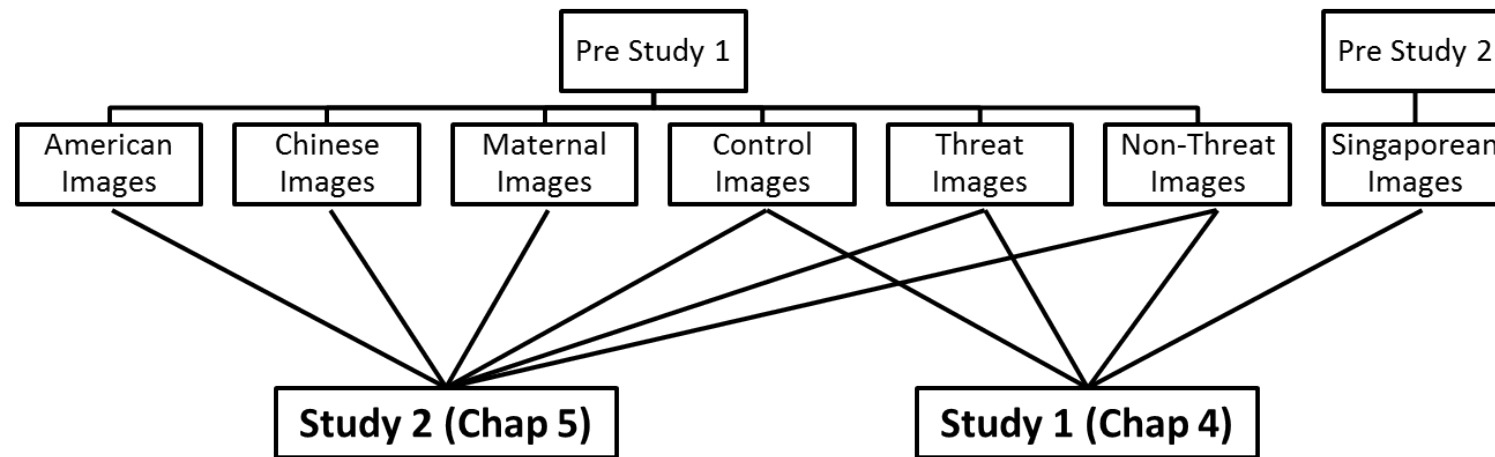 Pre Study 1
Pre Study 2
American
Images
Chinese
Images
Maternal
Images
Control
Images
Threat
Images
Non-Threat
Images
Singaporean
Images
Study 2 (Chap 5)
Study 1 (Chap 4)